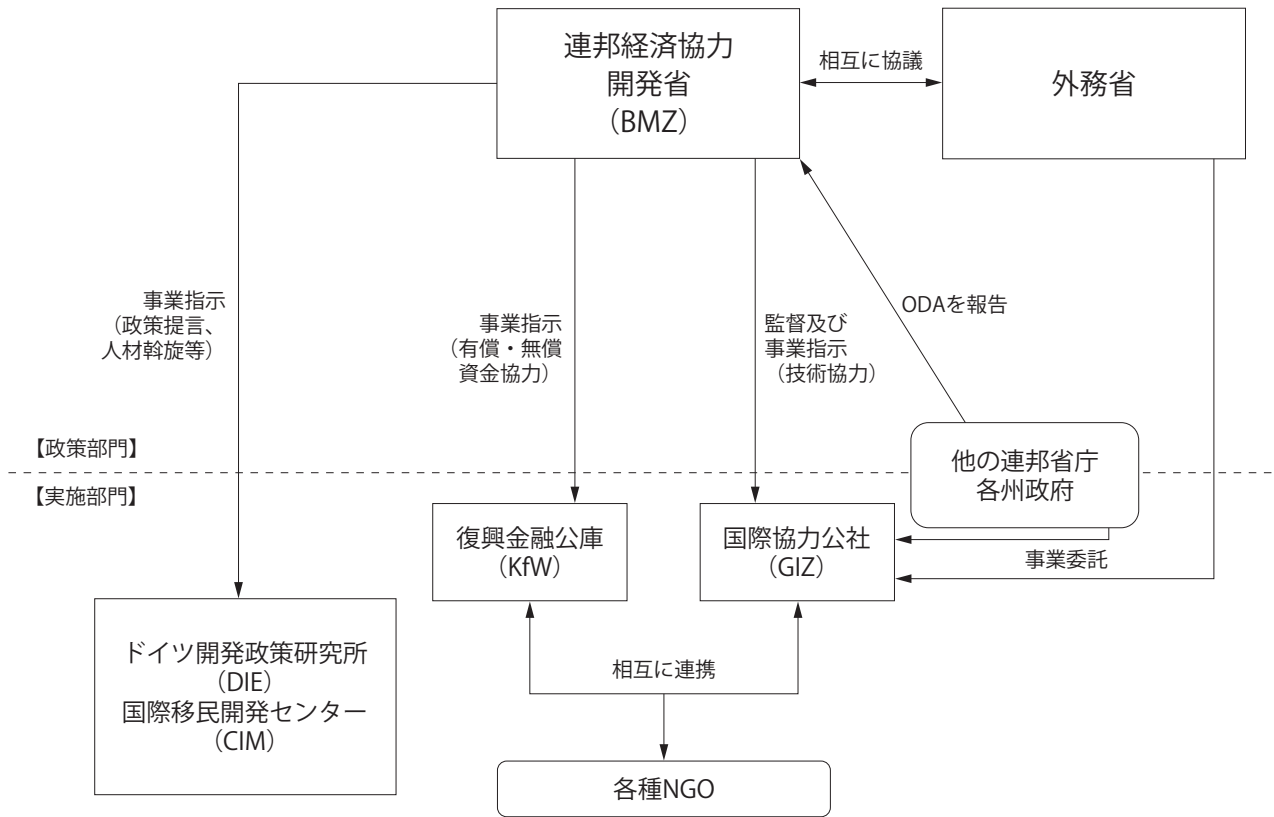 連邦経済協力
開発省
（BMZ）
相互に協議
外務省
事業指示
（政策提言、
人材斡旋等）
事業指示
（有償・無償
資金協力）
監督及び
事業指示
（技術協力）
ODAを報告
【政策部門】
【実施部門】
他の連邦省庁
各州政府
復興金融公庫
（KfW）
国際協力公社
（GIZ）
事業委託
ドイツ開発政策研究所
（DIE）
国際移民開発センター
（CIM）
相互に連携
各種NGO